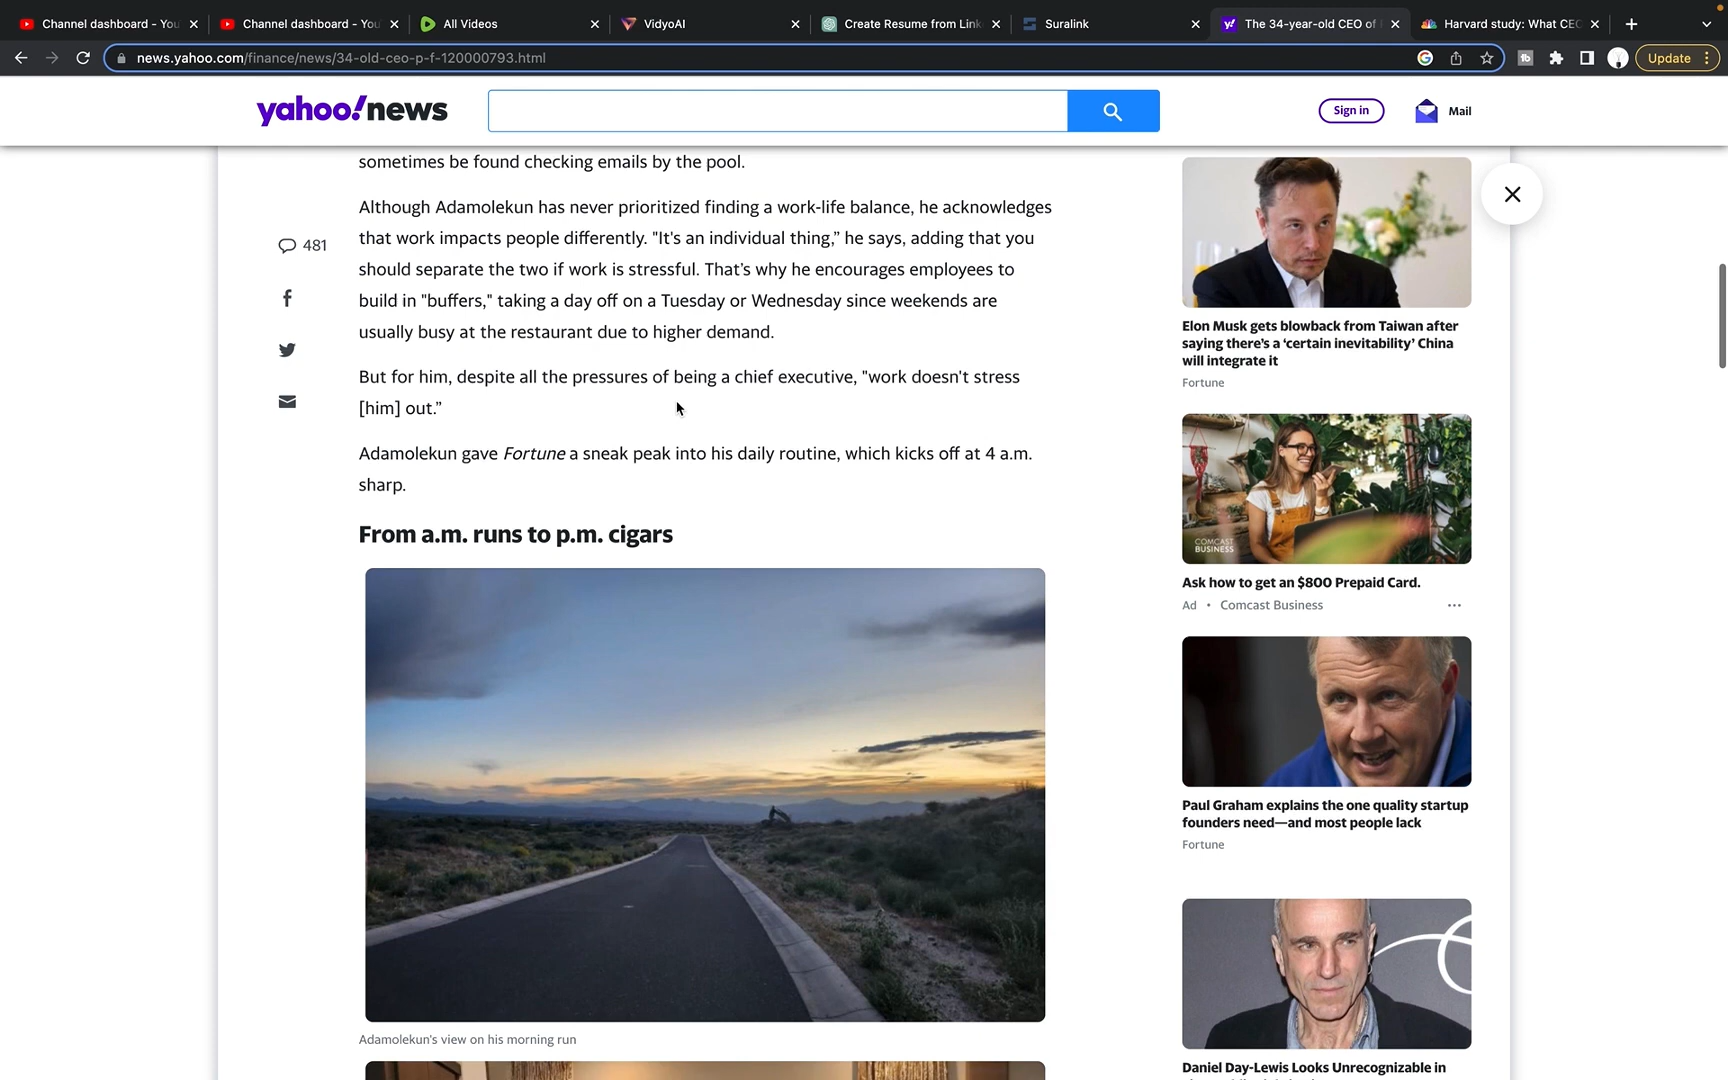 Channel dashboard - You
Channel dashboard - You
All Videos
VidyoAI
Create Resume from Link
Suralink
The 34-year-old CEO of
Harvard study: What CEO
news.yahoo.com/finance/news/34-old-ceo-p-f-120000793.html
Update
yahoo!news
Sign in
Mail
sometimes be found checking emails by the pool.
Although Adamolekun has never prioritized finding a work-life balance, he acknowledges
that work impacts people differently. "It's an individual thing,” he says, adding that you
should separate the two if work is stressful. That’s why he encourages employees to
build in "buffers," taking a day off on a Tuesday or Wednesday since weekends are
usually busy at the restaurant due to higher demand.
But for him, despite all the pressures of being a chief executive, "work doesn't stress
[him] out.”
Adamolekun gave Fortune a sneak peak into his daily routine, which kicks off at 4 a.m.
sharp.
From a.m. runs to p.m. cigars
Adamolekun's view on his morning run
481
Elon Musk gets blowback from Taiwan after
saying there’s a ‘certain inevitability’ China
will integrate it
Fortune
COMCAST
BUSINESS
Ask how to get an $800 Prepaid Card.
Ad • Comcast Business
Paul Graham explains the one quality startup
founders need—and most people lack
Fortune
Daniel Day-Lewis Looks Unrecognizable in